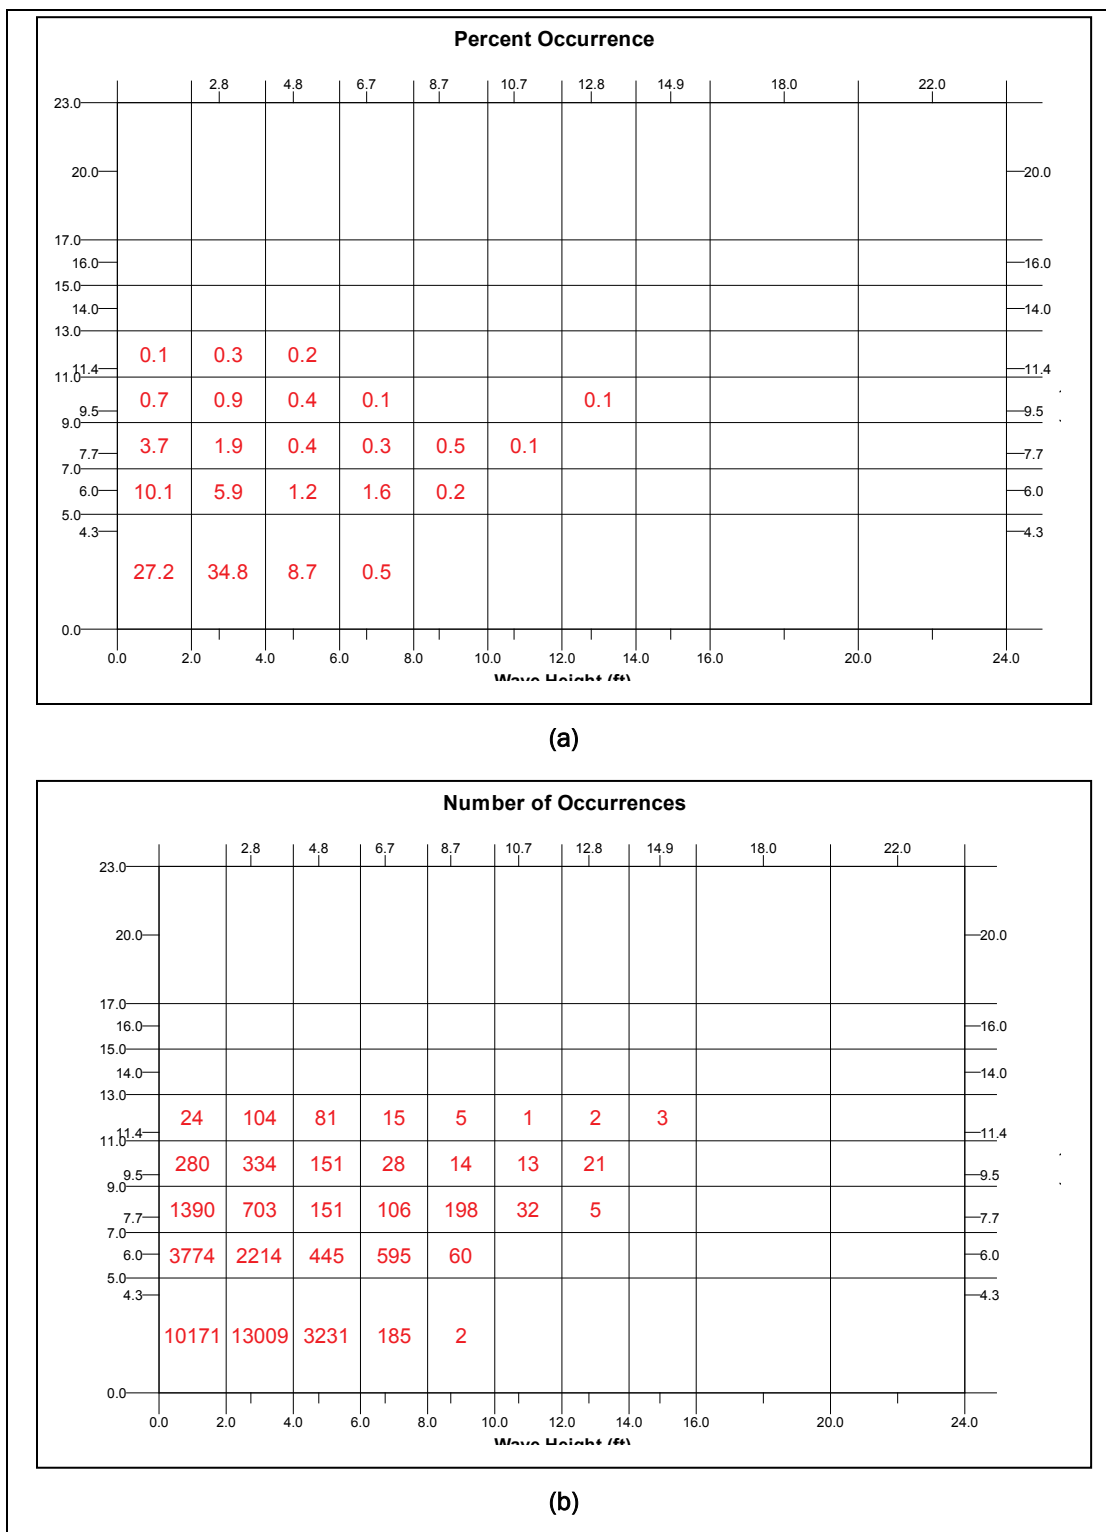 Percent Occurrence
2.8 4.8 6.7 8.7 10.7 12.8 14.9 18.0 22.0
23.0
20.0 20.0
17.0
16.0 16.0
15.0
14.0 14.0
13.0
0.1 0.3 0.2
11.4 11.4
11.0
0.7 0.9 0.4 0.1 0.1
9.5 9.5
9.0
3.7 1.9 0.4 0.3 0.5 0.1
7.7 7.7
7.0
6.0 10.1 5.9 1.2 1.6 0.2 6.0
5.0
4.3 4.3
27.2 34.8 8.7 0.5
0.0
0.0 2.0 4.0 6.0 8.0 10.0 12.0 14.0 16.0 20.0 24.0
Wave Height (ft)
(a)
Number of Occurrences
2.8 4.8 6.7 8.7 10.7 12.8 14.9 18.0 22.0
23.0
20.0 20.0
17.0
16.0 16.0
15.0
14.0 14.0
13.0
24 104 81 15 5 1 2 3
11.4 11.4
11.0
280 334 151 28 14 13 21
9.5 9.5
9.0
1390 703 151 106 198 32 5
7.7 7.7
7.0
6.0 3774 2214 445 595 60 6.0
5.0
4.3 4.3
10171 13009 3231 185 2
0.0
0.0 2.0 4.0 6.0 8.0 10.0 12.0 14.0 16.0 20.0 24.0
Wave Height (ft)
(b)